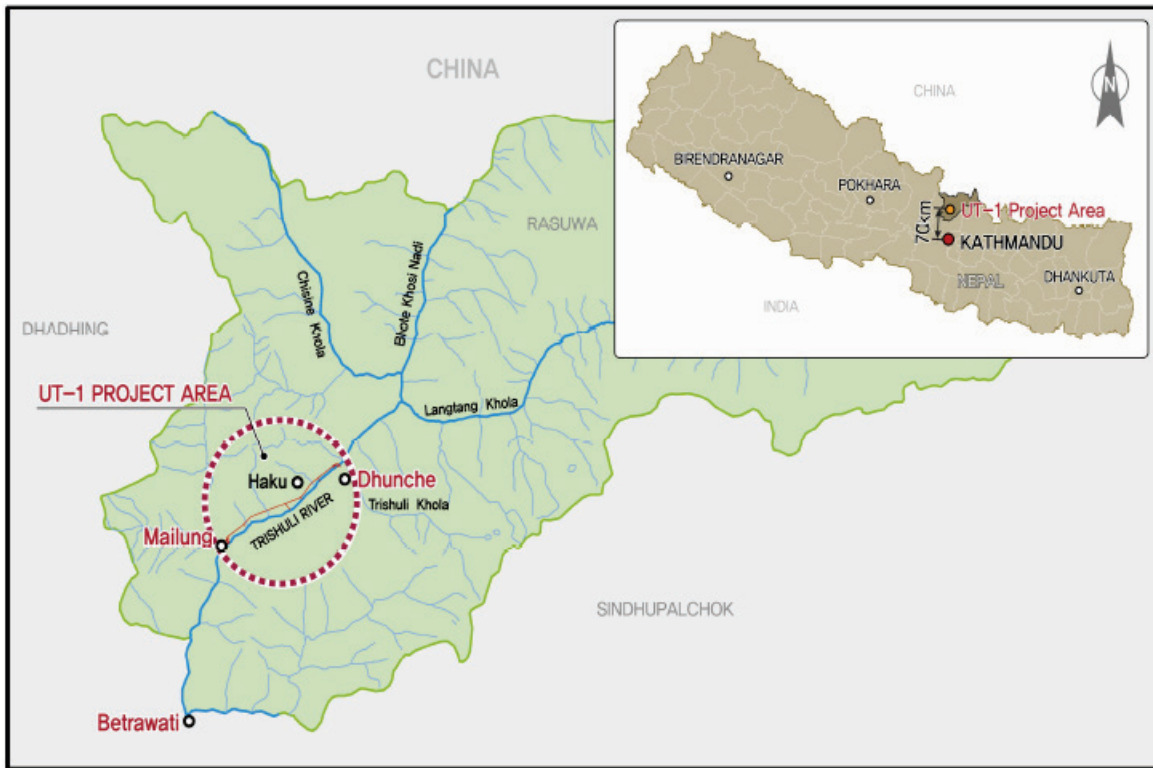 CHINA
RASUWA
Chisine Khola
Bhote Khosi Nadi
DHADHING
UT-1 PROJECT AREA
Langtang Khola
Haku
Dhunche
TRISHULI RIVER
Trishuli Khola
Mailung
SINDHUPALCHOK
Betrawati
N
CHINA
BIRENDRANAGAR
POKHARA
UT-1 Project Area
70km
KATHMANDU
NEPAL
DHANKUTA
INDIA